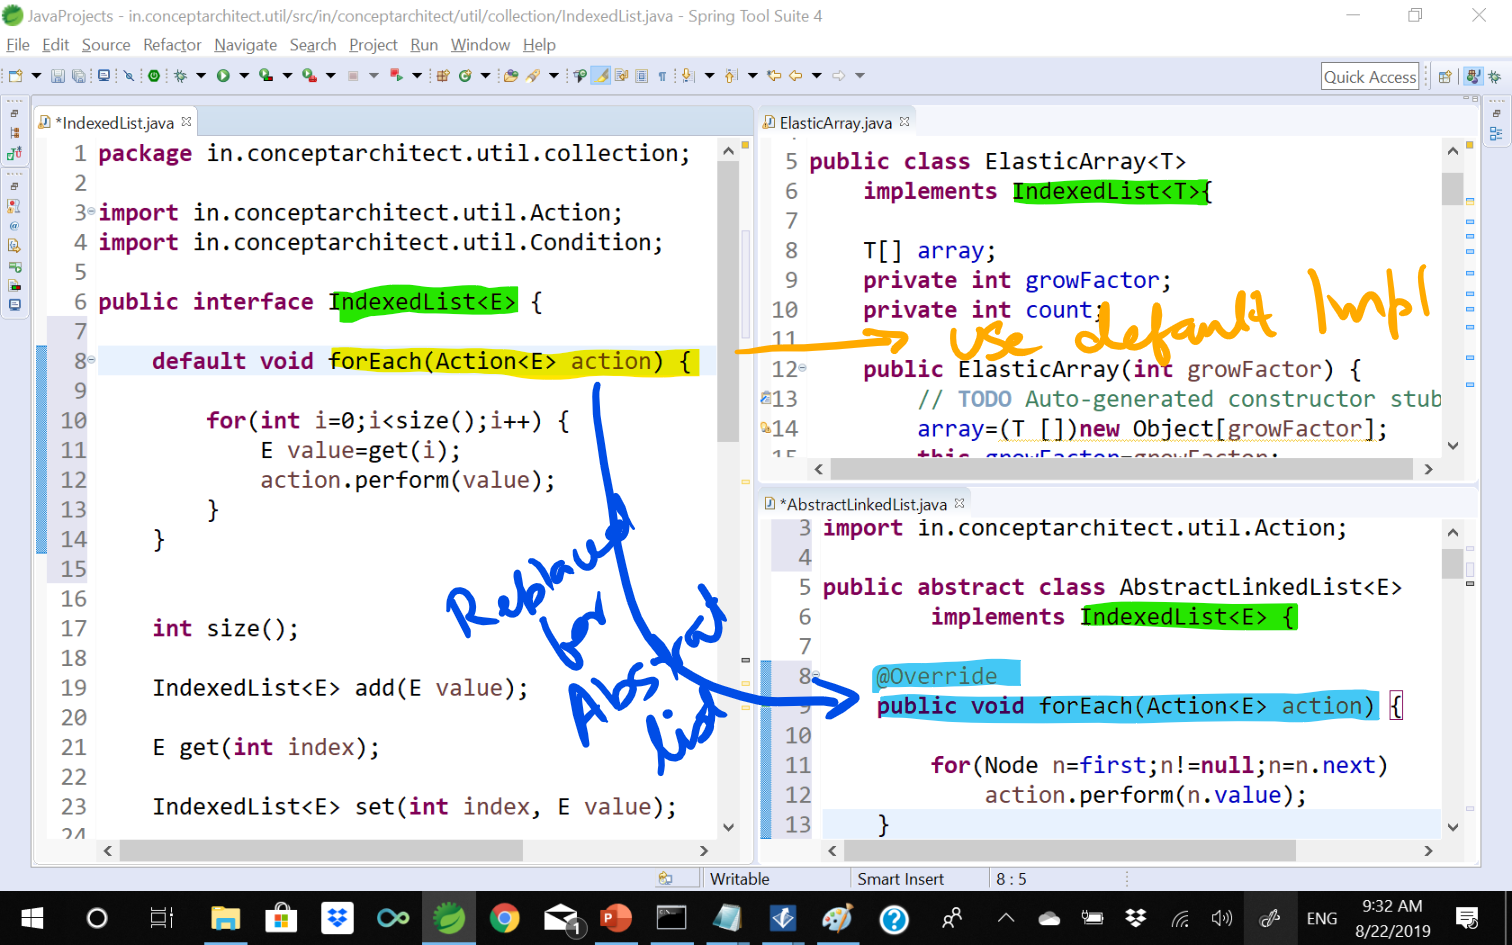 JavaProjects - in.conceptarchitect.util/src/in/conceptarchitect/util/collection/IndexedList.java - Spring Tool Suite 4
File Edit Source Refactor Navigate Search Project Run Window Help
Quick Access
*IndexedList.java
1 package in.conceptarchitect.util.collection;
2
3 import in.conceptarchitect.util.Action;
4 import in.conceptarchitect.util.Condition;
5
6 public interface IndexedList<E> {
7
8 default void forEach(Action<E> action) {
9
10 for(int i=0;i<size();i++) {
11 E value=get(i);
12 action.perform(value);
13 }
14 }
15
16
17 int size();
18
19 IndexedList<E> add(E value);
20
21 E get(int index);
22
23 IndexedList<E> set(int index, E value);
24
Replaced
for
Abstract
List
ElasticArray.java
5 public class ElasticArray<T>
6 implements IndexedList<T>{
7
8 T[] array;
9 private int growFactor;
10 private int count;
11
use default Impl
12 public ElasticArray(int growFactor) {
13 // TODO Auto-generated constructor stub
14 array=(T [])new Object[growFactor];
15 this.growFactor=growFactor;
*AbstractLinkedList.java
3 import in.conceptarchitect.util.Action;
4
5 public abstract class AbstractLinkedList<E>
6 implements IndexedList<E> {
7
8 @Override
9 public void forEach(Action<E> action) {
10
11 for(Node n=first;n!=null;n=n.next)
12 action.perform(n.value);
13 }
Writable Smart Insert 8 : 5
1 ENG 9:32 AM
8/22/2019